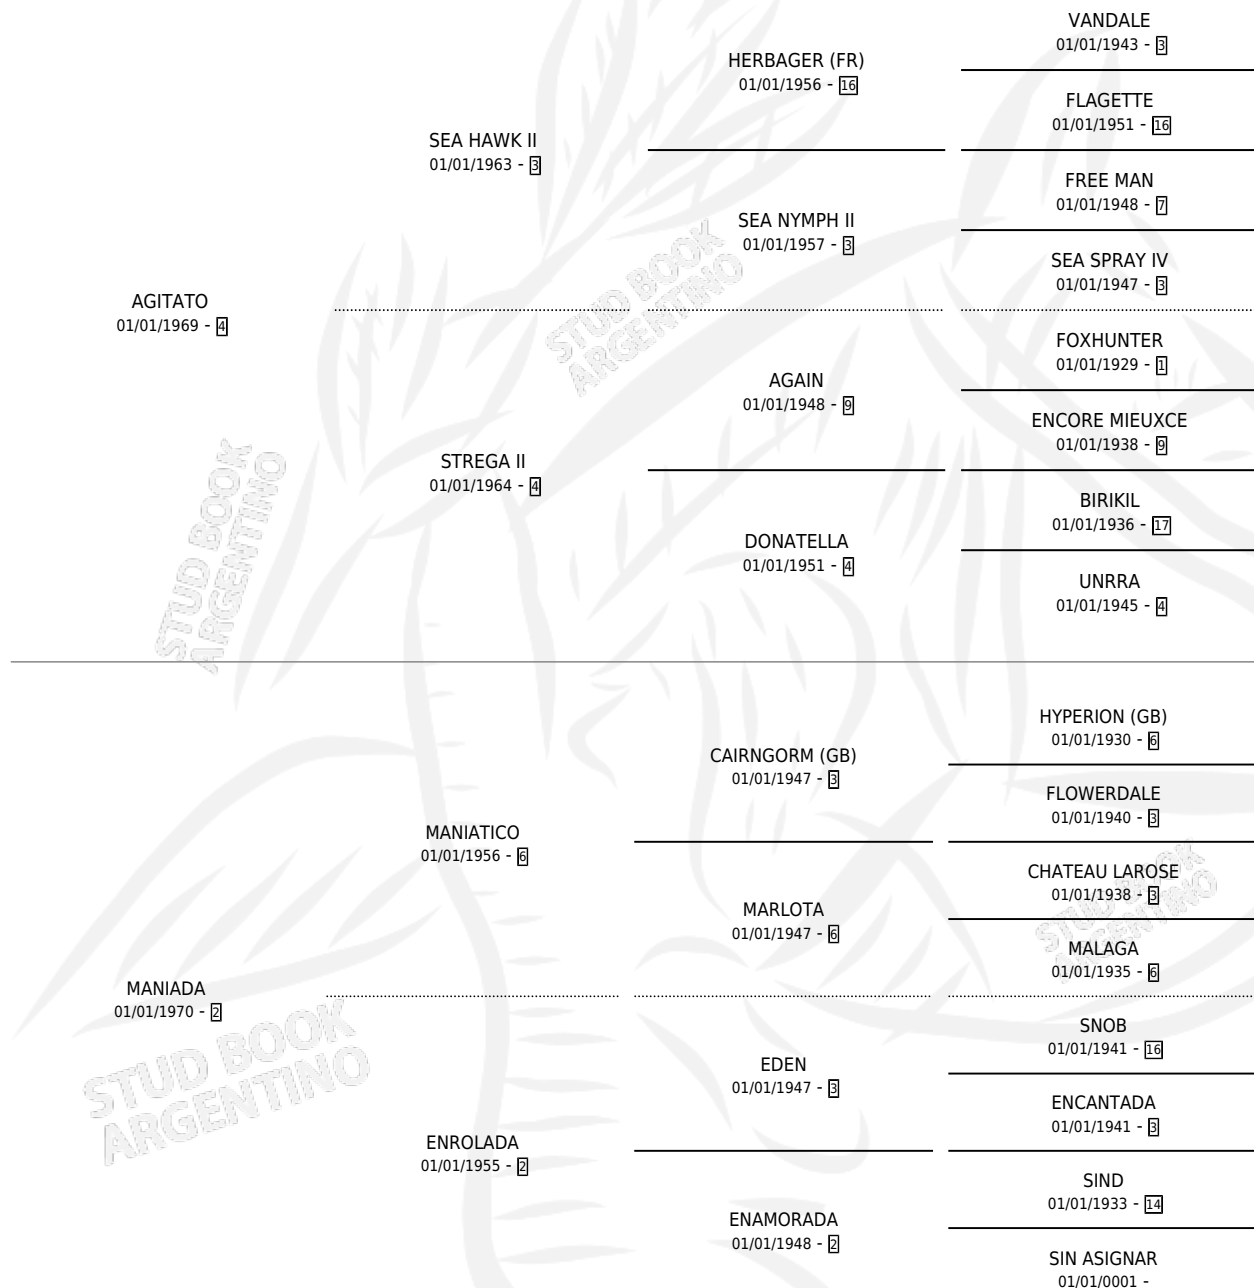 VANDALE
01/01/1943 - 3
HERBAGER (FR)
01/01/1956 - 16
FLAGETTE
01/01/1951 - 16
SEA HAWK II
01/01/1963 - 3
FREE MAN
01/01/1948 - 7
SEA NYMPH II
01/01/1957 - 3
SEA SPRAY IV
01/01/1947 - 3
AGITATO
01/01/1969 - 4
STUD BOOK
ARGENTINO
FOXHUNTER
01/01/1929 - 1
AGAIN
01/01/1948 - 9
ENCORE MIEUXCE
01/01/1938 - 9
STREGA II
01/01/1964 - 4
BIRIKIL
01/01/1936 - 17
DONATELLA
01/01/1951 - 4
UNRRA
01/01/1945 - 4
STUD BOOK
ARGENTINO
HYPERION (GB)
01/01/1930 - 6
CAIRNGORM (GB)
01/01/1947 - 3
FLOWERDALE
01/01/1940 - 3
MANIATICO
01/01/1956 - 6
CHATEAU LAROSE
01/01/1938 - 3
MARLOTA
01/01/1947 - 6
MALAGA
01/01/1935 - 6
STUD BOOK
ARGENTINO
MANIADA
01/01/1970 - 2
SNOB
01/01/1941 - 16
EDEN
01/01/1947 - 3
ENCANTADA
01/01/1941 - 3
STUD BOOK
ARGENTINO
ENROLADA
01/01/1955 - 2
SIND
01/01/1933 - 14
ENAMORADA
01/01/1948 - 2
SIN ASIGNAR
01/01/0001 -